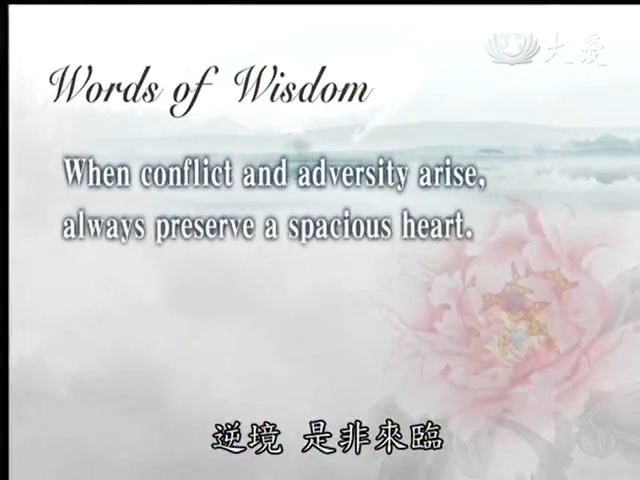 大愛
Words of Wisdom
When conflict and adversity arise,
always preserve a spacious heart.
逆境 是非來臨